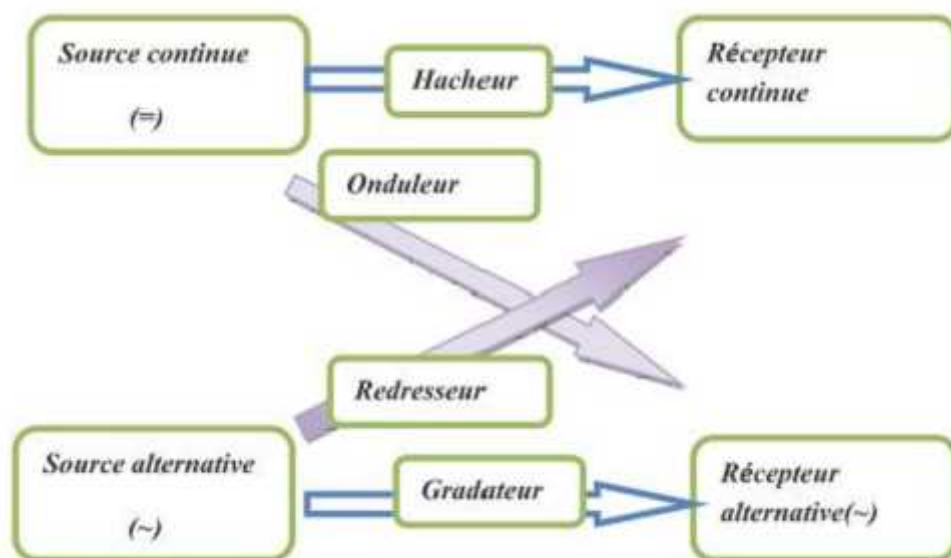 Source continue
(=)
Hacheur
Récepteur
continue
Onduleur
Redresseur
Source alternative
(~)
Gradateur
Récepteur
alternative(~)